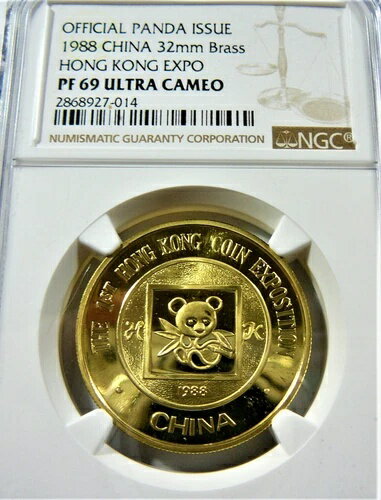 OFFICIAL PANDA ISSUE
1988 CHINA 32mm Brass
HONG KONG EXPO
PF 69 ULTRA CAMEO
2868927-014
NUMISMATIC GUARANTY CORPORATION
NGC®
THE 1ST HONG KONG COIN EXPOSITION
H K
1988
CHINA